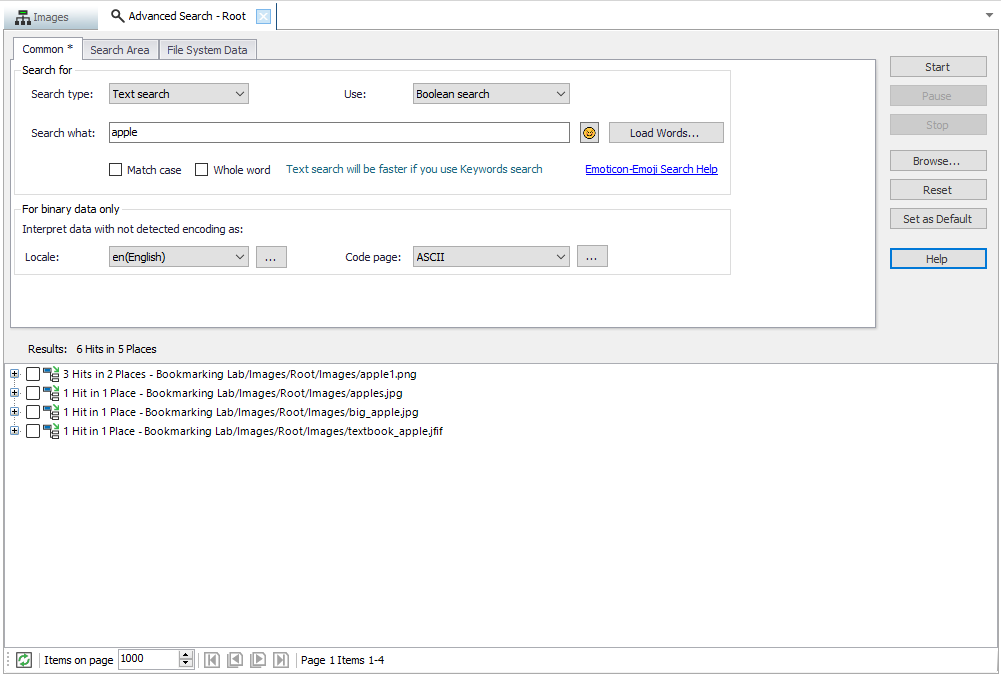 Images
Advanced Search - Root
Common *
Search Area
File System Data
Search for
Search type:
Text search
Use:
Boolean search
Search what:
apple
Load Words...
Match case
Whole word
Text search will be faster if you use Keywords search
Emoticon-Emoji Search Help
For binary data only
Interpret data with not detected encoding as:
Locale:
en(English)
...
Code page:
ASCII
...
Start
Pause
Stop
Browse...
Reset
Set as Default
Help
Results: 6 Hits in 5 Places
3 Hits in 2 Places - Bookmarking Lab/Images/Root/Images/apple1.png
1 Hit in 1 Place - Bookmarking Lab/Images/Root/Images/apples.jpg
1 Hit in 1 Place - Bookmarking Lab/Images/Root/Images/big_apple.jpg
1 Hit in 1 Place - Bookmarking Lab/Images/Root/Images/textbook_apple.jfif
Items on page 1000
Page 1 Items 1-4